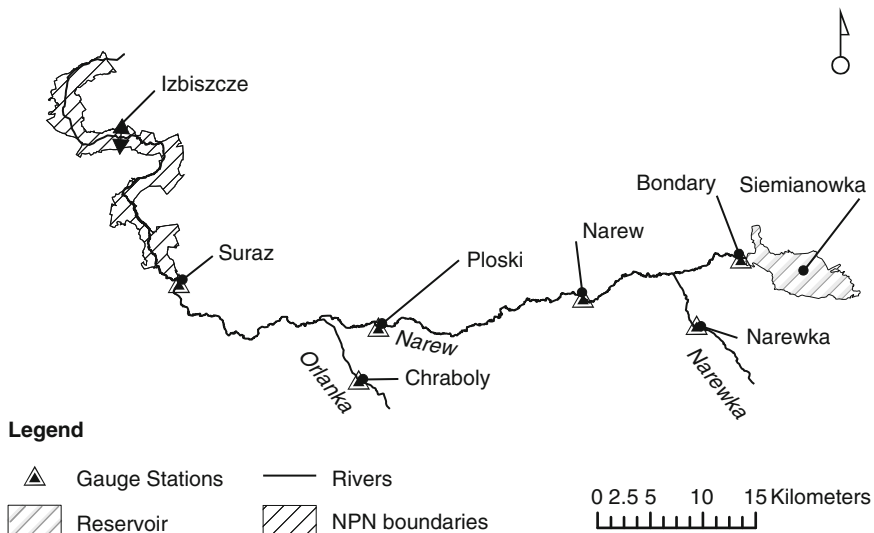 Izbiszcze
Bondary
Siemianowka
Suraz
Ploski
Narew
Narew
Narewka
Orlanka
Chraboly
Narewka
Legend
Gauge Stations
Rivers
Reservoir
NPN boundaries
0 2.5 5 10 15 Kilometers